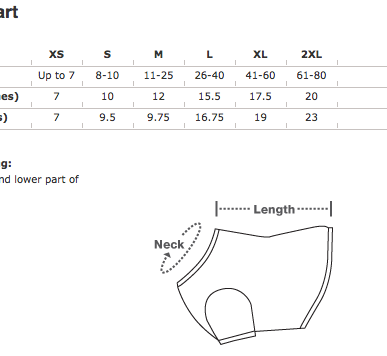 art
XS S M L XL 2XL
Up to 7 8-10 11-25 26-40 41-60 61-80
es) 7 10 12 15.5 17.5 20
s) 7 9.5 9.75 16.75 19 23
g:
nd lower part of
Length
Neck